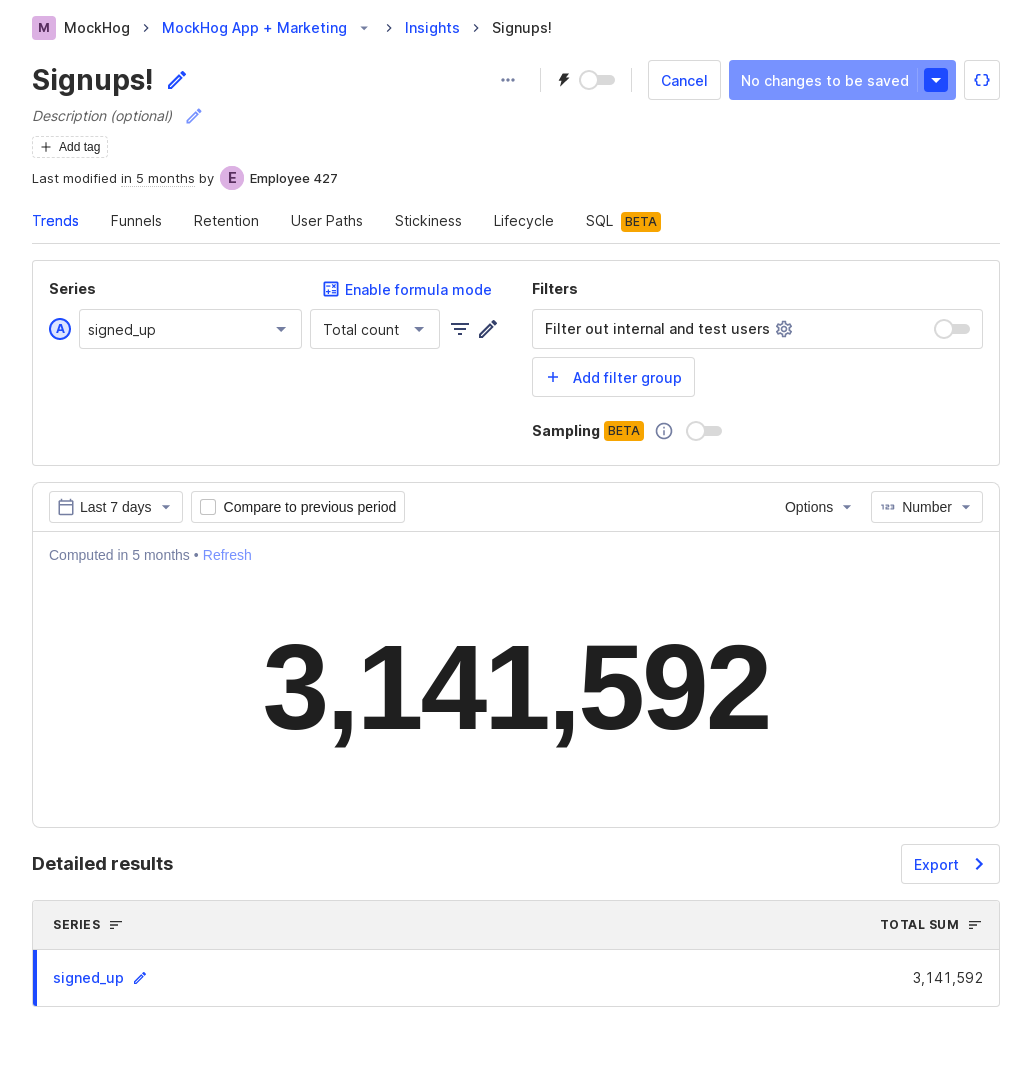 M MockHog MockHog App + Marketing Insights Signups!
Signups!
Cancel No changes to be saved
Description (optional)
Add tag
Last modified in 5 months by E Employee 427
Trends Funnels Retention User Paths Stickiness Lifecycle SQL BETA
Series Enable formula mode Filters
A signed_up Total count Filter out internal and test users
+ Add filter group
Sampling BETA
Last 7 days Compare to previous period Options 123 Number
Computed in 5 months • Refresh
3,141,592
Detailed results Export
SERIES TOTAL SUM
signed_up 3,141,592